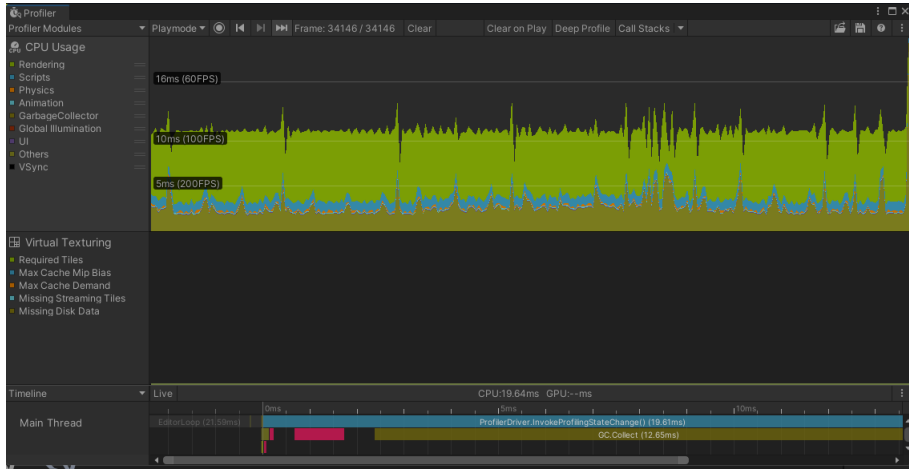 Profiler
Profiler Modules Playmode Frame: 34146 / 34146 Clear Clear on Play Deep Profile Call Stacks
CPU Usage
Rendering
Scripts
Physics
Animation
GarbageCollector
Global Illumination
UI
Others
VSync
16ms (60FPS)
10ms (100FPS)
5ms (200FPS)
Virtual Texturing
Required Tiles
Max Cache Mip Bias
Max Cache Demand
Missing Streaming Tiles
Missing Disk Data
Timeline Live CPU:19.64ms GPU:--ms
0ms 5ms 10ms
Main Thread
EditorLoop (21.56ms) ProfilerDriver.InvokeProfilingStateChange() (19.61ms)
GC.Collect (12.65ms)